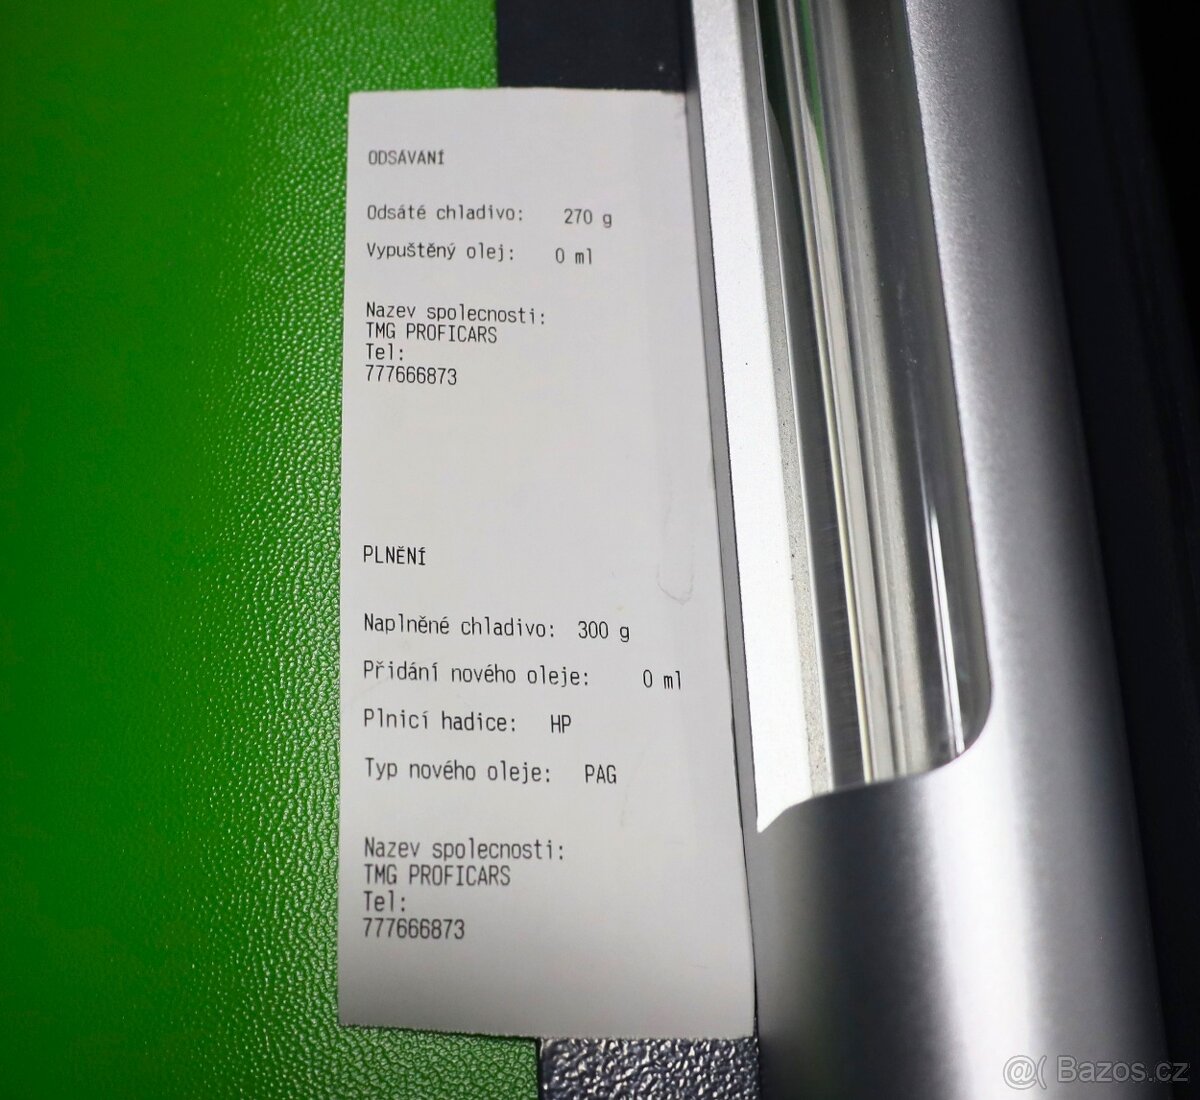 ODSÁVÁNÍ
Odsáté chladivo: 270 g
Vypuštěný olej: 0 ml
Nazev spolecnosti:
TMG PROFICARS
Tel:
777666873
PLNĚNÍ
Naplněné chladivo: 300 g
Přidání nového oleje: 0 ml
Plnicí hadice: HP
Typ nového oleje: PAG
Nazev spolecnosti:
TMG PROFICARS
Tel:
777666873
@( Bazos.cz